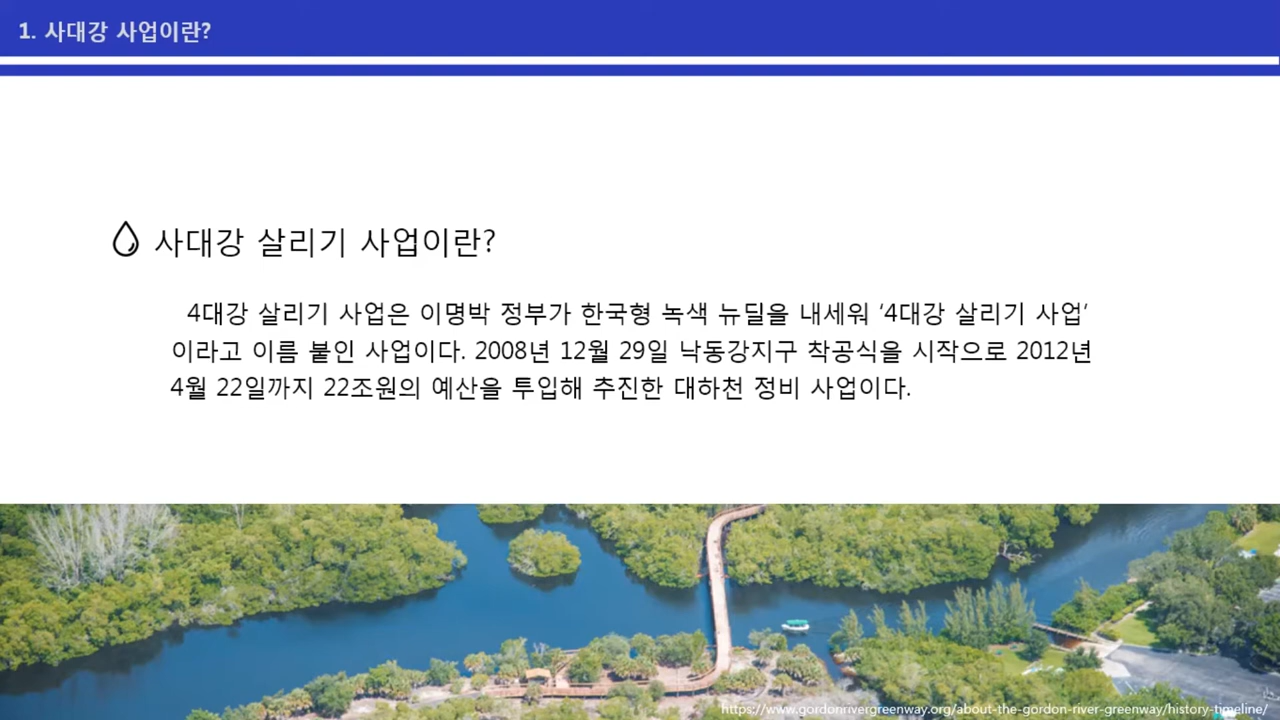 1. 사대강 사업이란?
사대강 살리기 사업이란?
4대강 살리기 사업은 이명박 정부가 한국형 녹색 뉴딜을 내세워 ‘4대강 살리기 사업’
이라고 이름 붙인 사업이다. 2008년 12월 29일 낙동강지구 착공식을 시작으로 2012년
4월 22일까지 22조원의 예산을 투입해 추진한 대하천 정비 사업이다.
https://www.gordonrivergreenway.org/about-the-gordon-river-greenway/history-timeline/